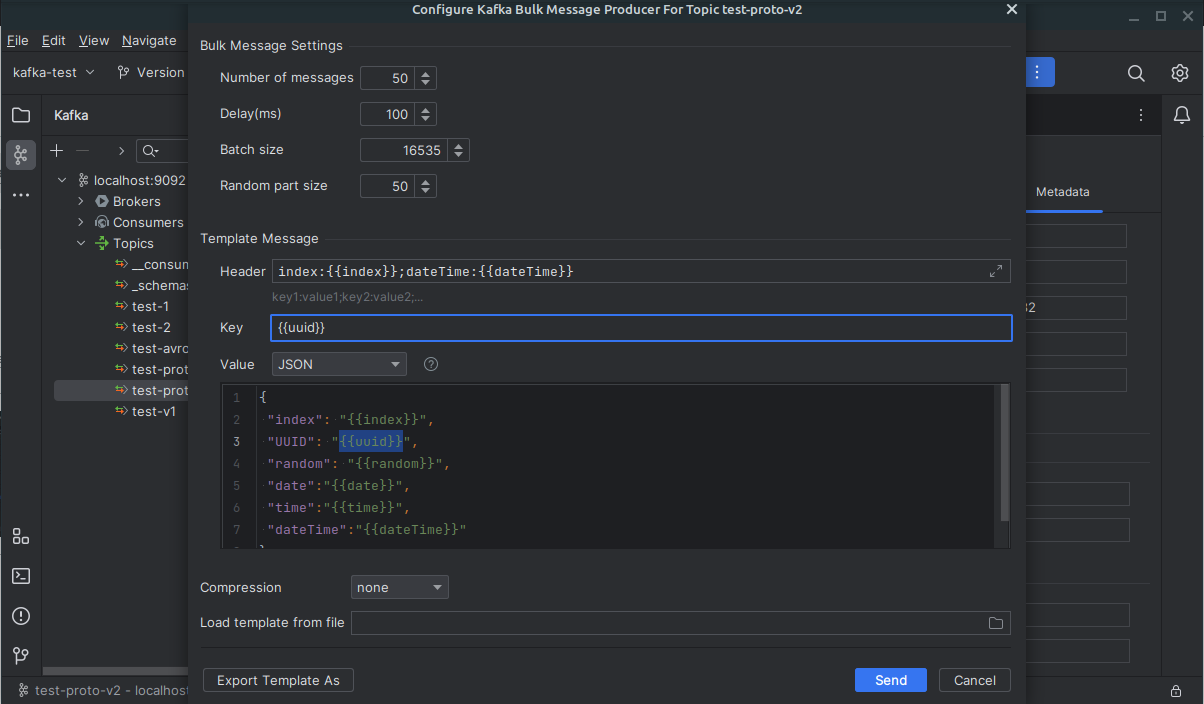 Configure Kafka Bulk Message Producer For Topic test-proto-v2
File Edit View Navigate
kafka-test
Version
Kafka
localhost:9092
Brokers
Consumers
Topics
__consum
_schemas
test-1
test-2
test-avro
test-prot
test-prot
test-v1
Bulk Message Settings
Number of messages 50
Delay(ms) 100
Batch size 16535
Random part size 50
Template Message
Header index:{{index}};dateTime:{{dateTime}}
key1:value1;key2:value2;...
Key {{uuid}}
Value JSON
1 {
2 "index": "{{index}}",
3 "UUID": "{{uuid}}",
4 "random": "{{random}}",
5 "date":"{{date}}",
6 "time":"{{time}}",
7 "dateTime":"{{dateTime}}"
Compression none
Load template from file
Export Template As
Send
Cancel
Metadata
32
test-proto-v2 - localhost